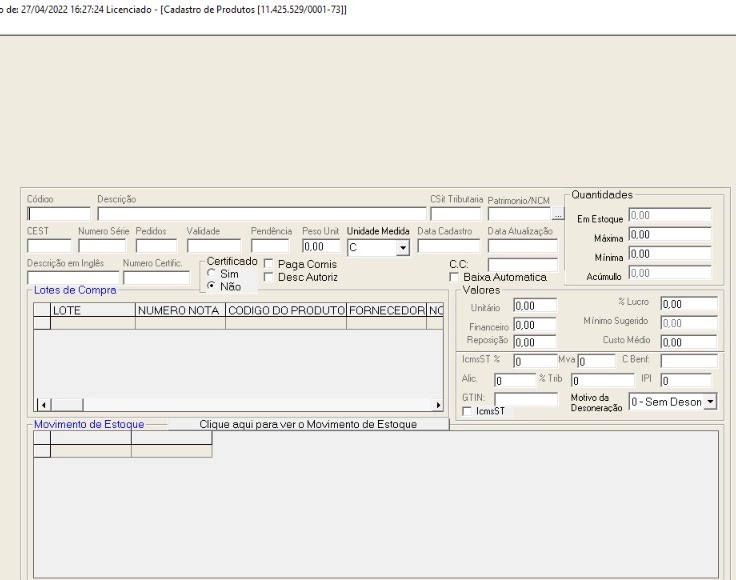 o de: 27/04/2022 16:27:24 Licenciado - [Cadastro de Produtos [11.425.529/0001-73]]
Código Descrição CSit Tributaria Patrimonio/NCM
...
CEST Numero Série Pedidos Validade Pendência Peso Unit Unidade Medida Data Cadastro Data Atualização
0,00 C
Descrição em Inglês Numero Certific. Certificado
Sim
Não
Paga Comis
Desc Autoriz
C.C:
Baixa Automatica
Quantidades
Em Estoque 0,00
Máxima 0,00
Mínima 0,00
Acúmullo 0,00
Lotes de Compra
LOTE NUMERO NOTA CODIGO DO PRODUTO FORNECEDOR NO
Valores
Unitário 0,00 % Lucro 0,00
Financeiro 0,00 Mínimo Sugerido 0,00
Reposição 0,00 Custo Médio 0,00
IcmsST % 0 Mva 0 C Benf:
Alic. 0 % Trib 0 IPI 0
GTIN: Motivo da Desoneração 0 - Sem Deson
IcmsST
Movimento de Estoque Clique aqui para ver o Movimento de Estoque